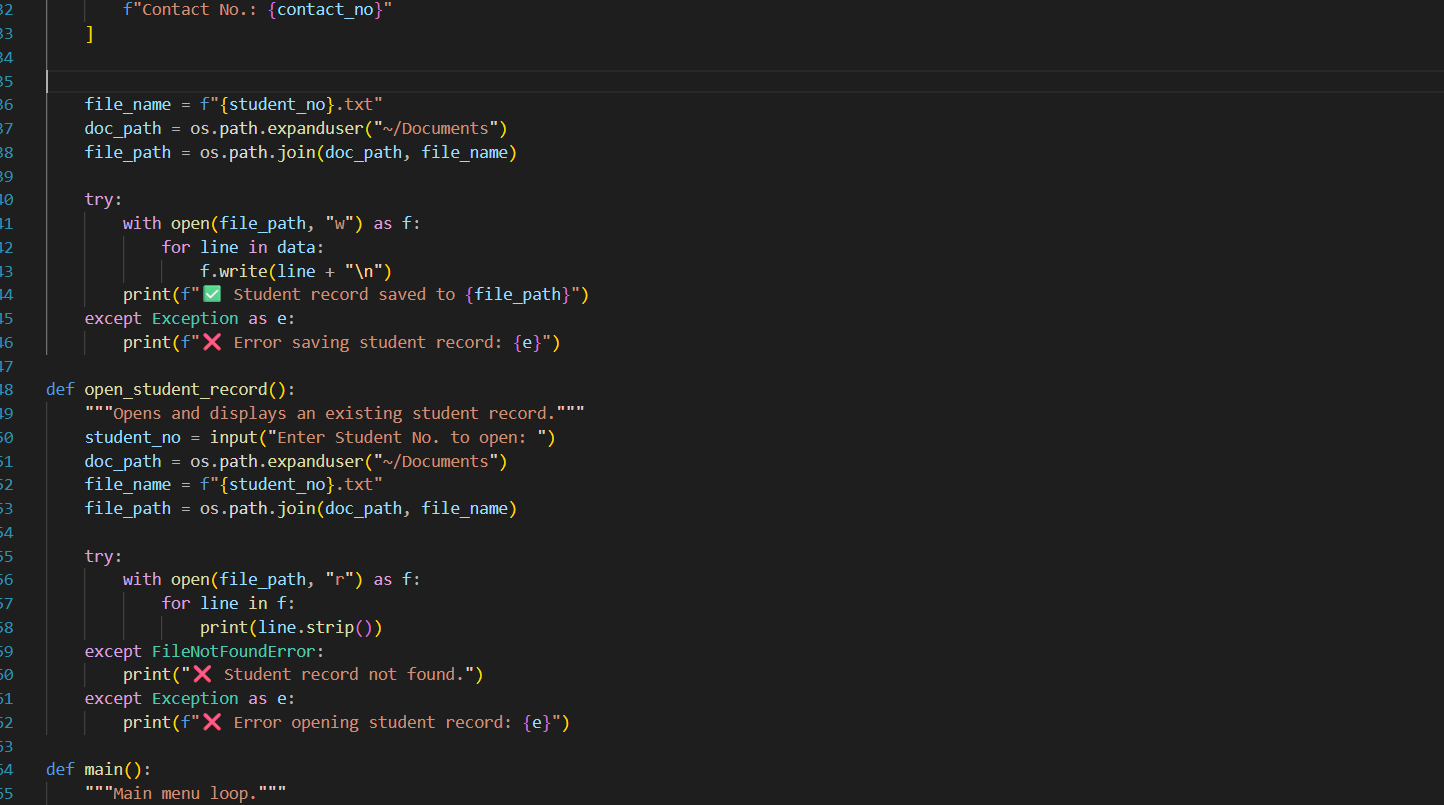 32 f"Contact No.: {contact_no}"
33 ]
34
35
36 file_name = f"{student_no}.txt"
37 doc_path = os.path.expanduser("~/Documents")
38 file_path = os.path.join(doc_path, file_name)
39
40 try:
41 with open(file_path, "w") as f:
42 for line in data:
43 f.write(line + "\n")
44 print(f"✅ Student record saved to {file_path}")
45 except Exception as e:
46 print(f"❌ Error saving student record: {e}")
47
48 def open_student_record():
49 """Opens and displays an existing student record."""
50 student_no = input("Enter Student No. to open: ")
51 doc_path = os.path.expanduser("~/Documents")
52 file_name = f"{student_no}.txt"
53 file_path = os.path.join(doc_path, file_name)
54
55 try:
56 with open(file_path, "r") as f:
57 for line in f:
58 print(line.strip())
59 except FileNotFoundError:
60 print("❌ Student record not found.")
61 except Exception as e:
62 print(f"❌ Error opening student record: {e}")
63
64 def main():
65 """Main menu loop."""